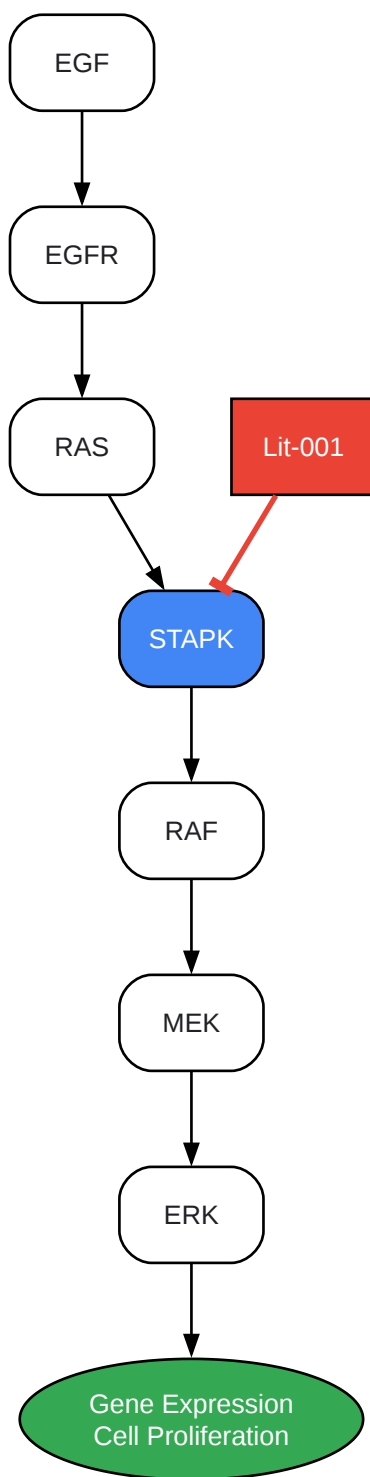 EGF
EGFR
RAS
Lit-001
STAPK
RAF
MEK
ERK
Gene Expression
Cell Proliferation